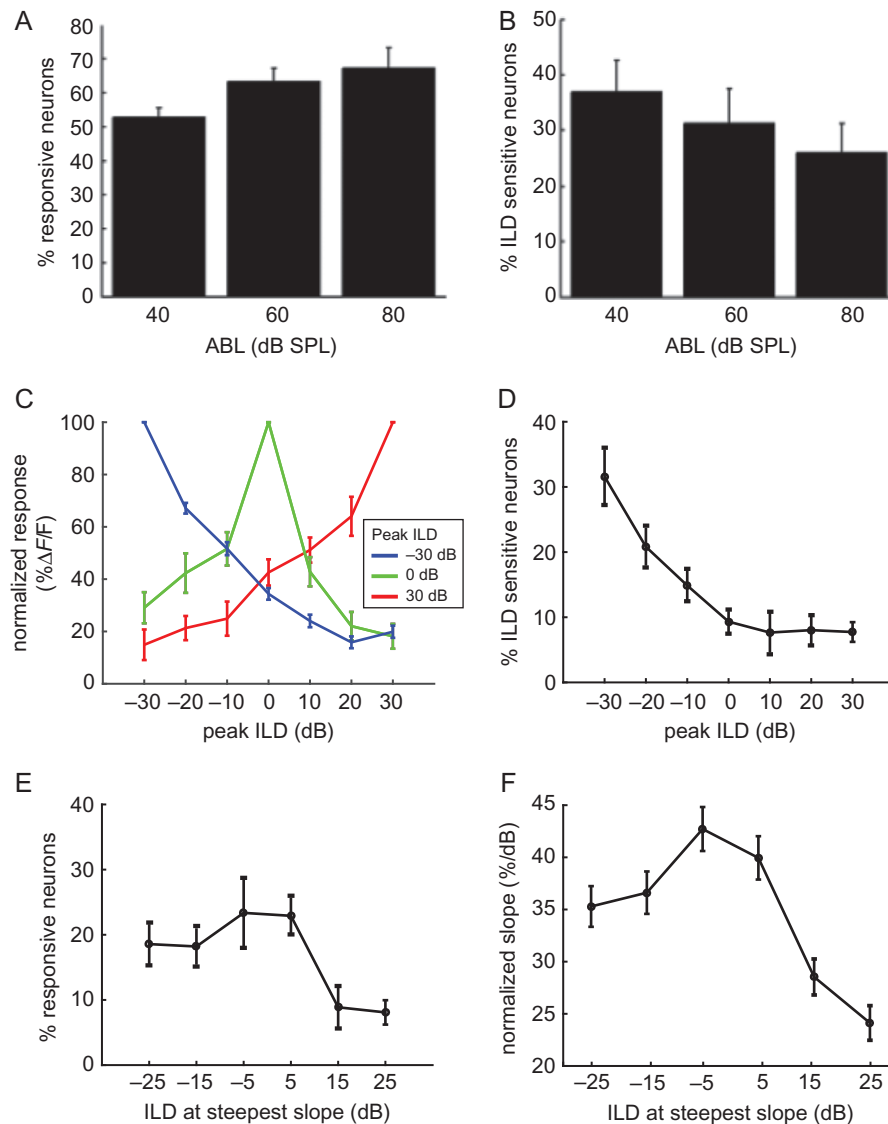 A
% responsive neurons
80
70
60
50
40
30
20
10
0
40 60 80
ABL (dB SPL)
B
% ILD sensitive neurons
50
40
30
20
10
0
40 60 80
ABL (dB SPL)
C
normalized response
(%ΔF/F)
100
80
60
40
20
0
Peak ILD
–30 dB
0 dB
30 dB
–30 –20 –10 0 10 20 30
peak ILD (dB)
D
% ILD sensitive neurons
40
30
20
10
0
–30 –20 –10 0 10 20 30
peak ILD (dB)
E
% responsive neurons
40
30
20
10
0
–25 –15 –5 5 15 25
ILD at steepest slope (dB)
F
normalized slope (%/dB)
45
40
35
30
25
20
–25 –15 –5 5 15 25
ILD at steepest slope (dB)